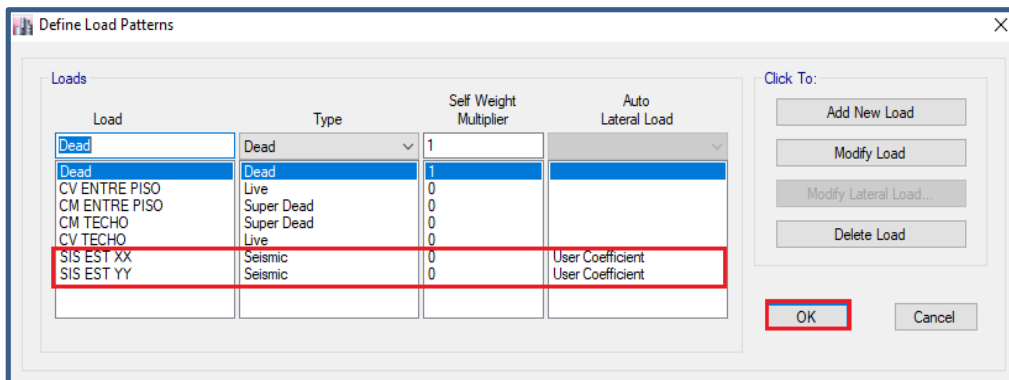 Define Load Patterns
Loads
Click To:
Load Type Self Weight Multiplier Auto Lateral Load
Dead Dead 1
Dead Dead 1
CV ENTRE PISO Live 0
CM ENTRE PISO Super Dead 0
CM TECHO Super Dead 0
CV TECHO Live 0
SIS EST XX Seismic 0 User Coefficient
SIS EST YY Seismic 0 User Coefficient
Add New Load
Modify Load
Modify Lateral Load...
Delete Load
OK Cancel